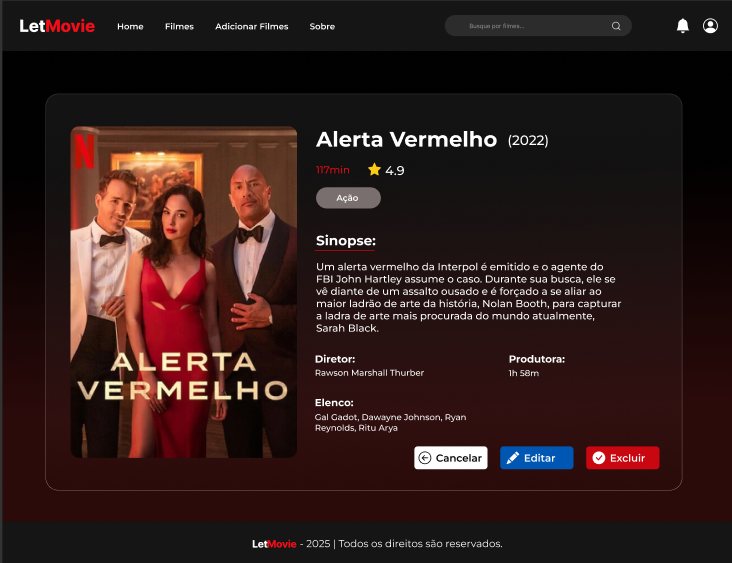 LetMovie Home Filmes Adicionar Filmes Sobre Busque por filmes...
N
ALERTA
VERMELHO
Alerta Vermelho (2022)
117min 4.9
Ação
Sinopse:
Um alerta vermelho da Interpol é emitido e o agente do
FBI John Hartley assume o caso. Durante sua busca, ele se
vê diante de um assalto ousado e é forçado a se aliar ao
maior ladrão de arte da história, Nolan Booth, para capturar
a ladra de arte mais procurada do mundo atualmente,
Sarah Black.
Diretor: Produtora:
Rawson Marshall Thurber 1h 58m
Elenco:
Gal Gadot, Dawayne Johnson, Ryan
Reynolds, Ritu Arya
Cancelar Editar Excluir
LetMovie - 2025 | Todos os direitos são reservados.